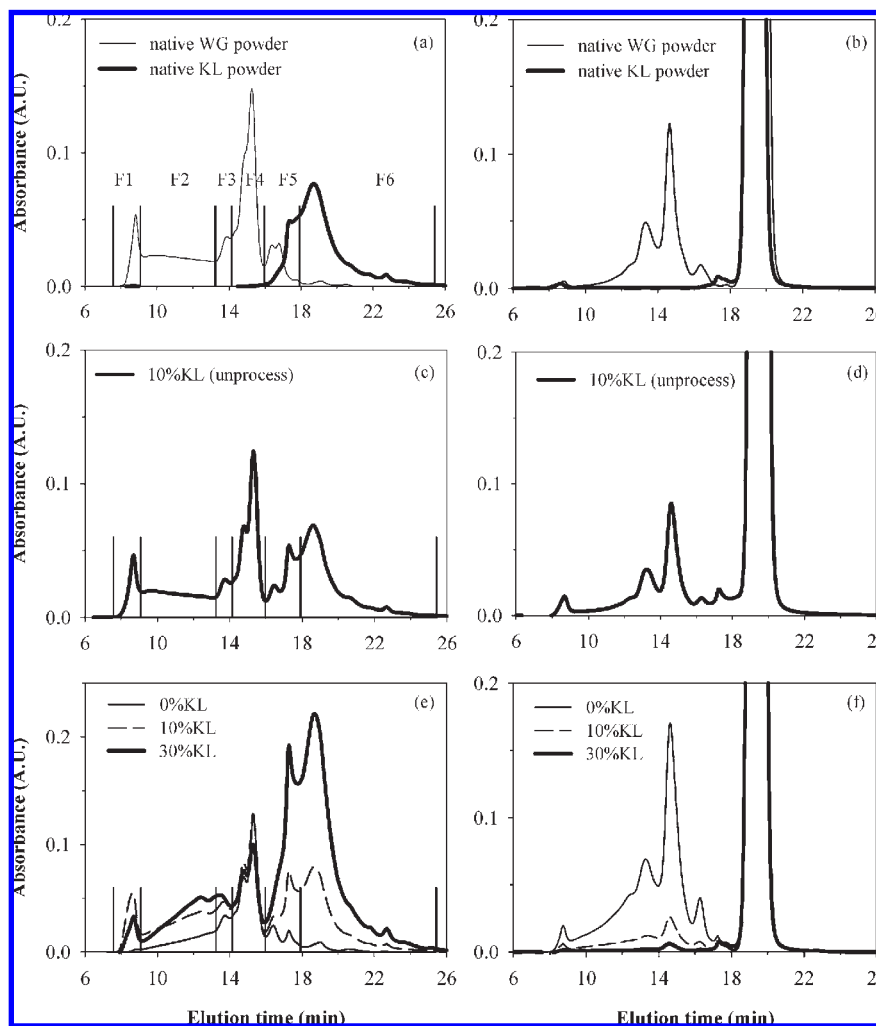 0.2
native WG powder
native KL powder
(a)
Absorbance (A.U.)
0.1
F1 F2 F3 F4 F5 F6
0.0
6 10 14 18 22 26
0.2
native WG powder
native KL powder
(b)
Absorbance (A.U.)
0.1
0.0
6 10 14 18 22 26
0.2
10%KL (unprocess)
(c)
Absorbance (A.U.)
0.1
0.0
6 10 14 18 22 26
0.2
10%KL (unprocess)
(d)
Absorbance (A.U.)
0.1
0.0
6 10 14 18 22 26
0%KL
10%KL
30%KL
(e)
0.2
Absorbance (A.U.)
0.1
0.0
6 10 14 18 22 26
Elution time (min)
0.2
0%KL
10%KL
30%KL
(f)
Absorbance (A.U.)
0.1
0.0
6 10 14 18 22 26
Elution time (min)